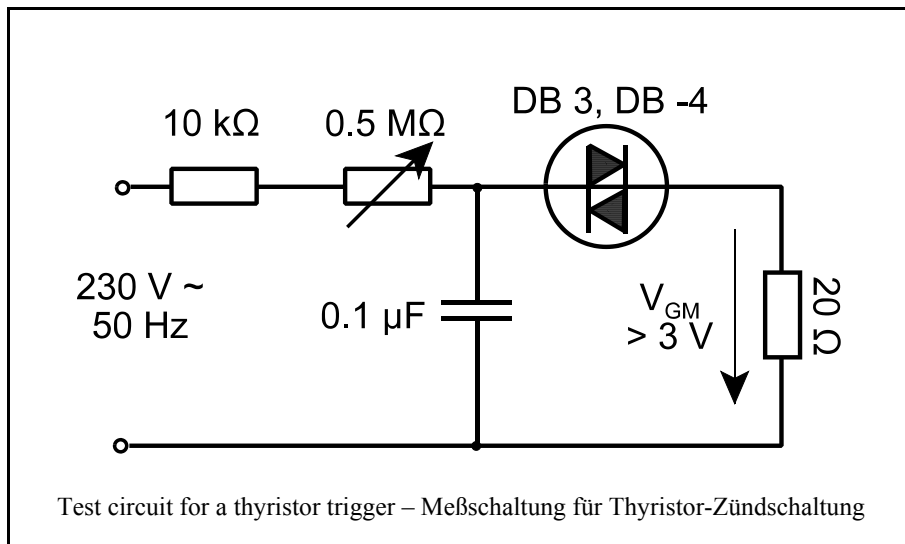 DB 3, DB -4
10 kΩ
0.5 MΩ
230 V ~
50 Hz
0.1 µF
V GM
> 3 V
20 Ω
Test circuit for a thyristor trigger – Meßschaltung für Thyristor-Zündschaltung